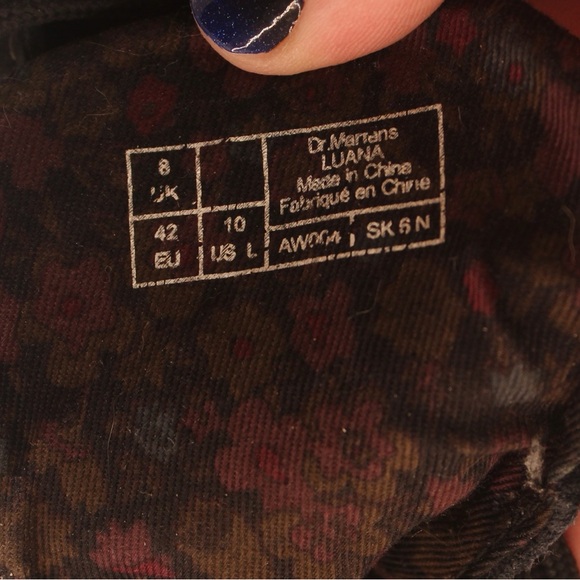 8
UK
42
EU
10
US L
Dr.Martens
LUANA
Made in China
Fabriqué en Chine
AW004
SK 6 N